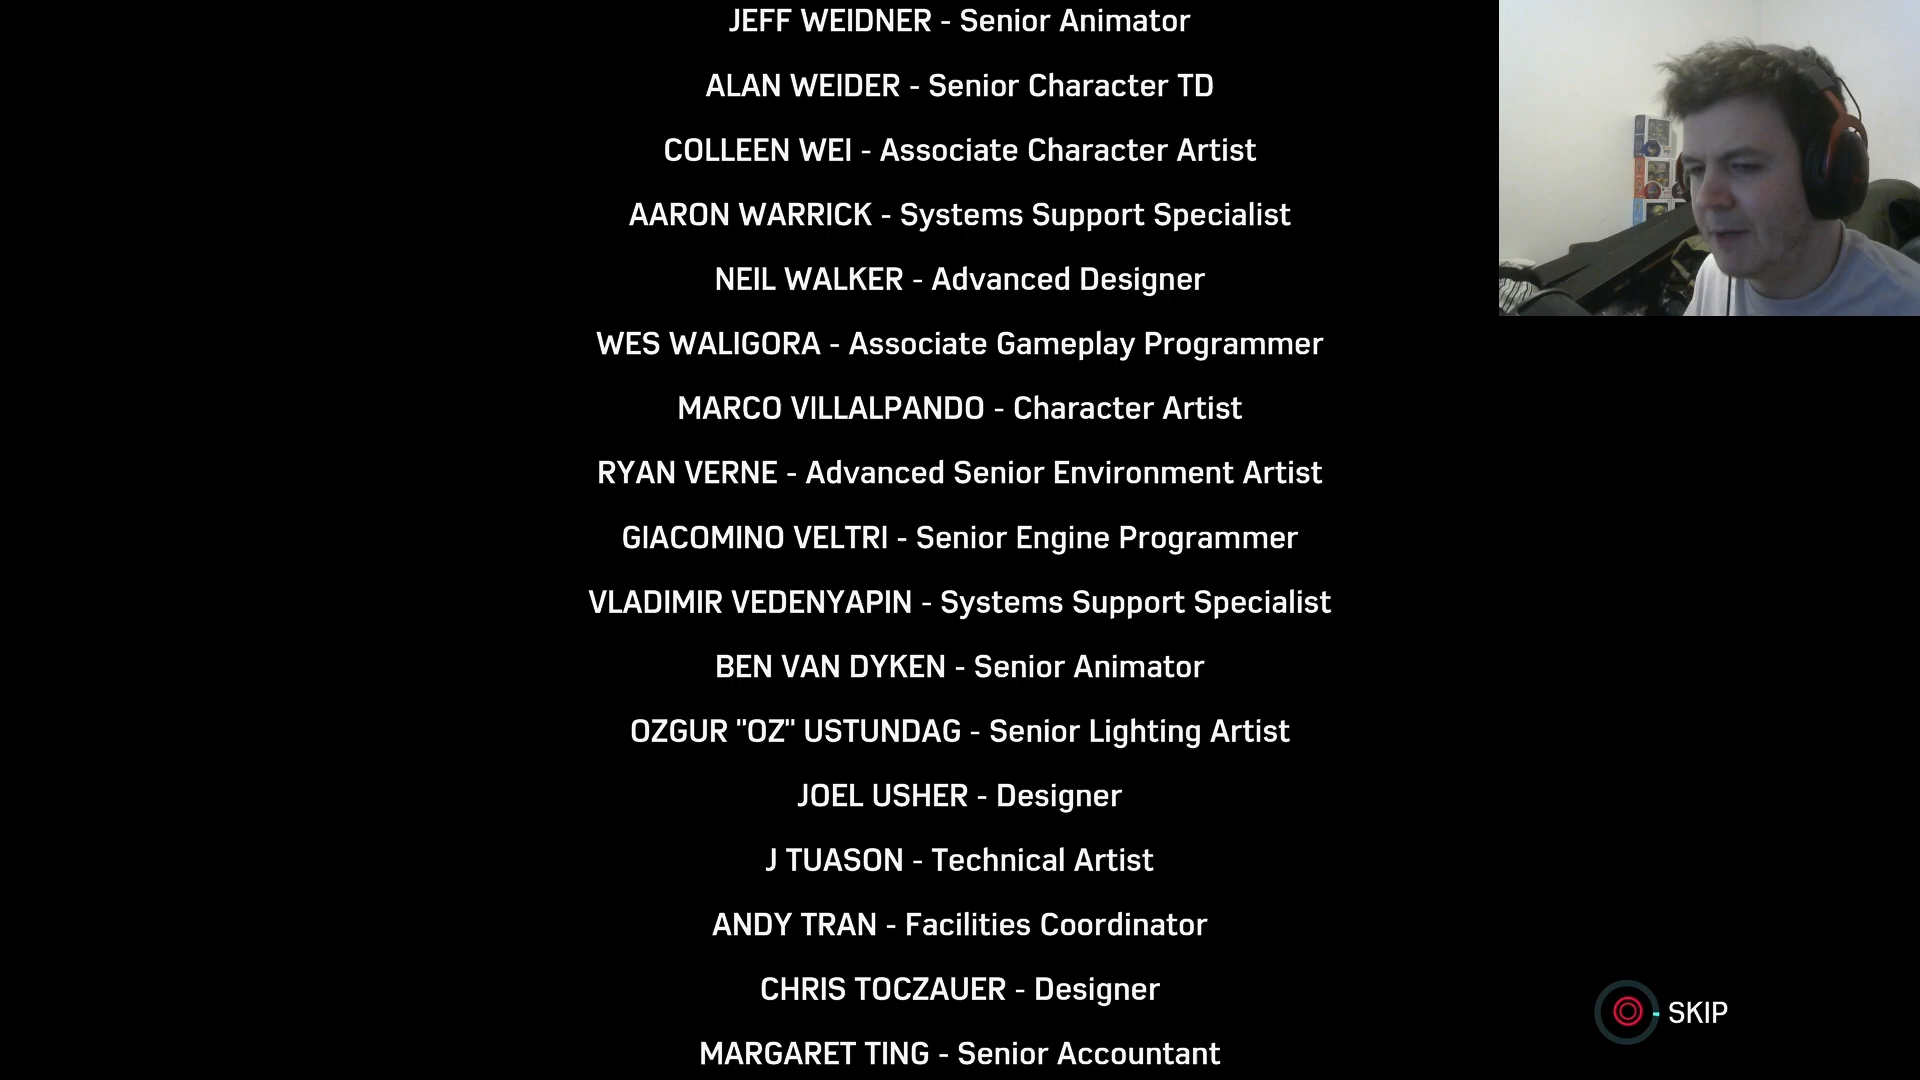 JEFF WEIDNER - Senior Animator
ALAN WEIDER - Senior Character TD
COLLEEN WEI - Associate Character Artist
AARON WARRICK - Systems Support Specialist
NEIL WALKER - Advanced Designer
WES WALIGORA - Associate Gameplay Programmer
MARCO VILLALPANDO - Character Artist
RYAN VERNE - Advanced Senior Environment Artist
GIACOMINO VELTRI - Senior Engine Programmer
VLADIMIR VEDENYAPIN - Systems Support Specialist
BEN VAN DYKEN - Senior Animator
OZGUR "OZ" USTUNDAG - Senior Lighting Artist
JOEL USHER - Designer
J TUASON - Technical Artist
ANDY TRAN - Facilities Coordinator
CHRIS TOCZAUER - Designer
MARGARET TING - Senior Accountant
SKIP